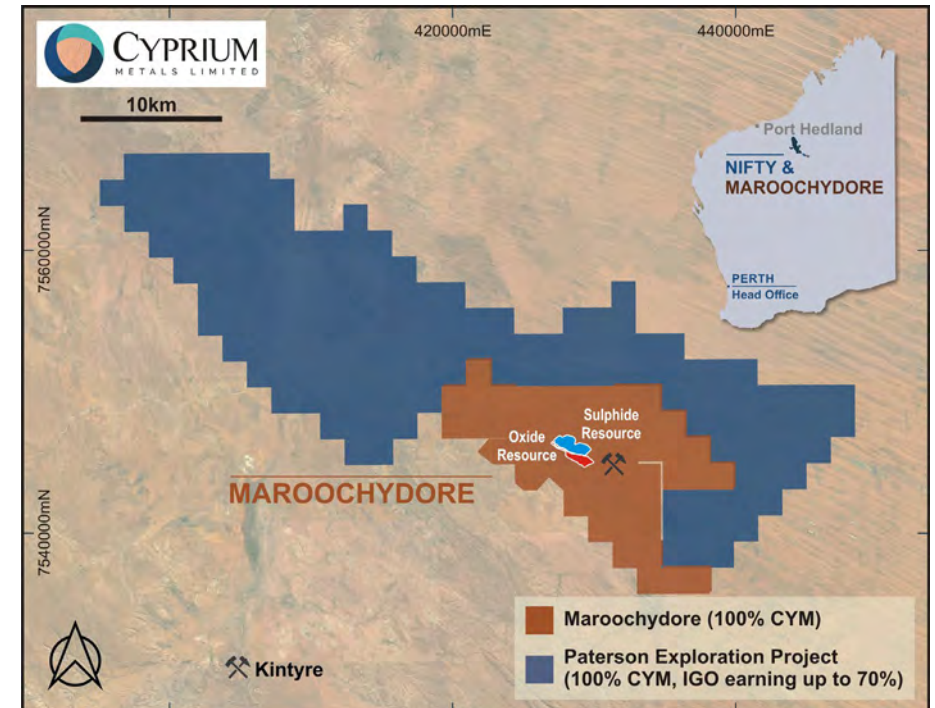 CYPRIUM
METALS LIMITED
10km
420000mE
440000mE
7560000mN
7540000mN
Port Hedland
NIFTY &
MAROOCHYDORE
PERTH
Head Office
Sulphide
Resource
Oxide
Resource
MAROOCHYDORE
Kintyre
Maroochydore (100% CYM)
Paterson Exploration Project
(100% CYM, IGO earning up to 70%)